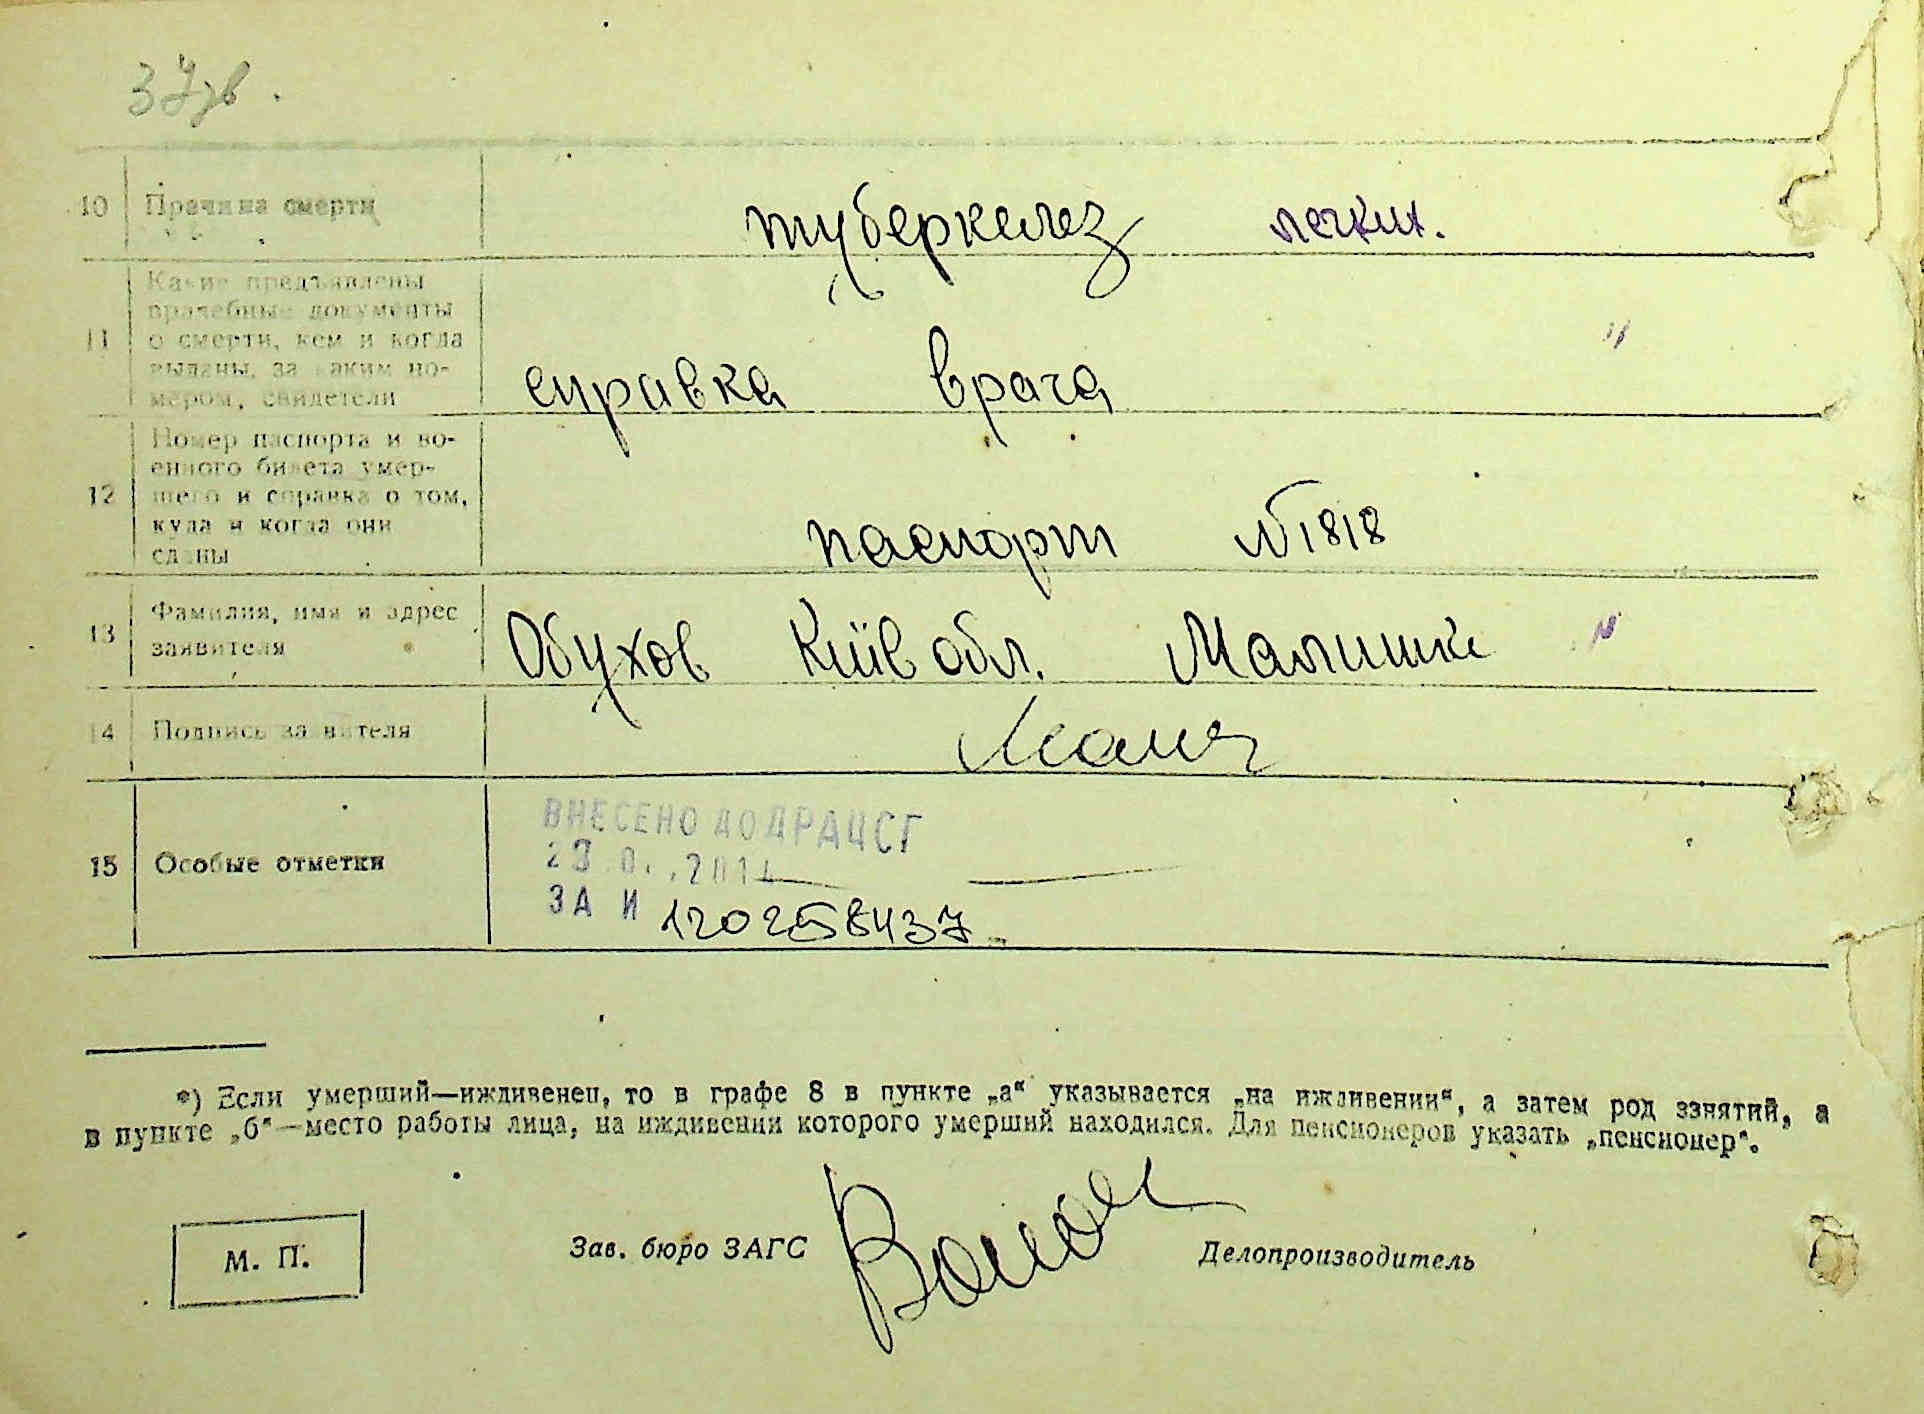 37зв.
10 Причина смерти туберкелез легких.
11 Какие предъявлены
врачебные документы
о смерти, кем и когда
выданы, за каким но-
мером, свидетели
справка врача
12 Номер паспорта и во-
енного билета умер-
шего и справка о том,
куда и когда они
сданы
паспорт №1818
13 Фамилия, имя и адрес
заявителя
Обухов Київ обл.
14 Подпись заявителя
15 Особые отметки
ВНЕСЕНО ДО ДРАЦСГ
ЗА И 120258437
*) Если умерший—иждивенец, то в графе 8 в пункте „а“ указывается „на иждивении“, а затем род занятий, а
в пункте „б“—место работы лица, на иждивении которого умерший находился. Для пенсионеров указать „пенсионер“.
М. П.
Зав. бюро ЗАГС
Делопроизводитель